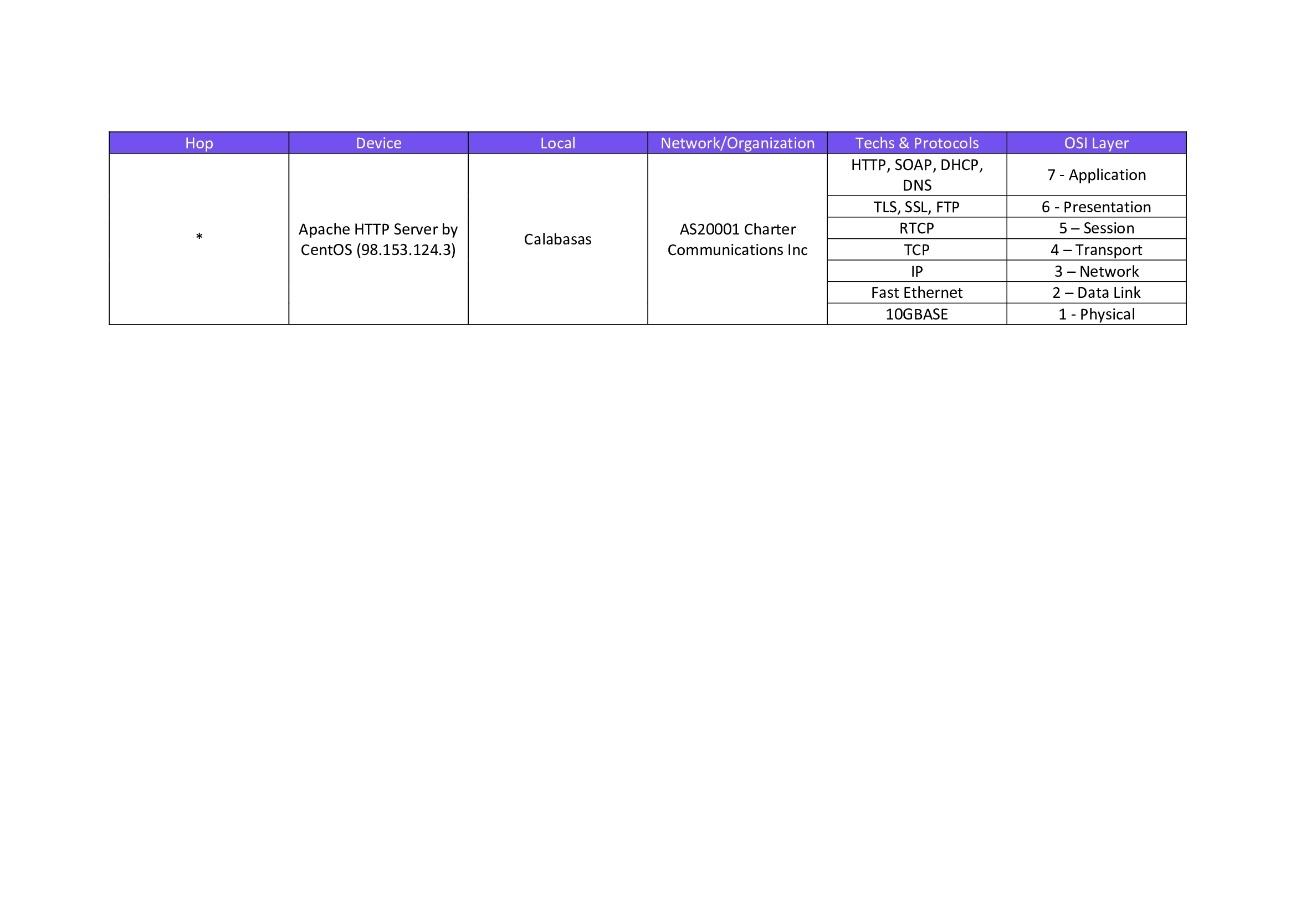 Hop Device Local Network/Organization Techs & Protocols OSI Layer
*
Apache HTTP Server by
CentOS (98.153.124.3)
Calabasas
AS20001 Charter
Communications Inc
HTTP, SOAP, DHCP,
DNS
7 - Application
TLS, SSL, FTP 6 - Presentation
RTCP 5 – Session
TCP 4 – Transport
IP 3 – Network
Fast Ethernet 2 – Data Link
10GBASE 1 - Physical